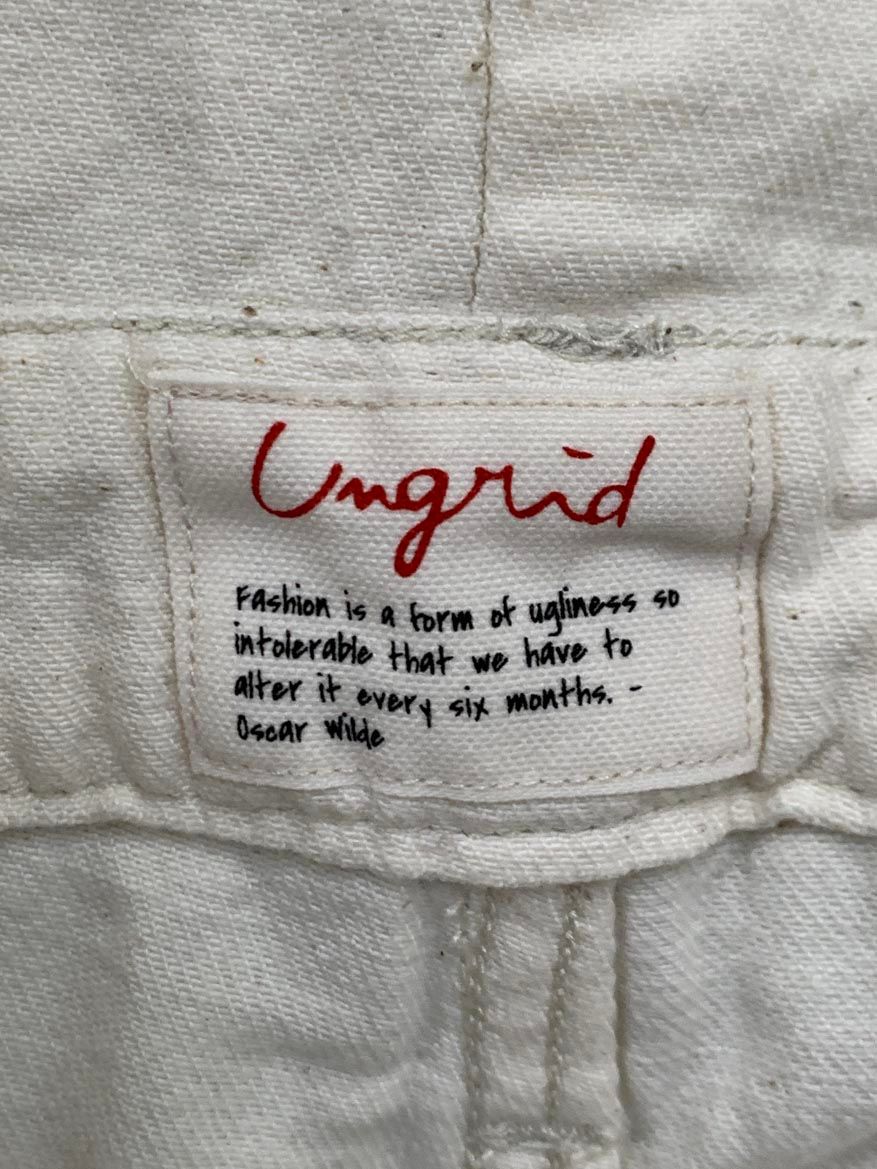 Ungrid
Fashion is a form of ugliness so
intolerable that we have to
alter it every six months. -
Oscar Wilde